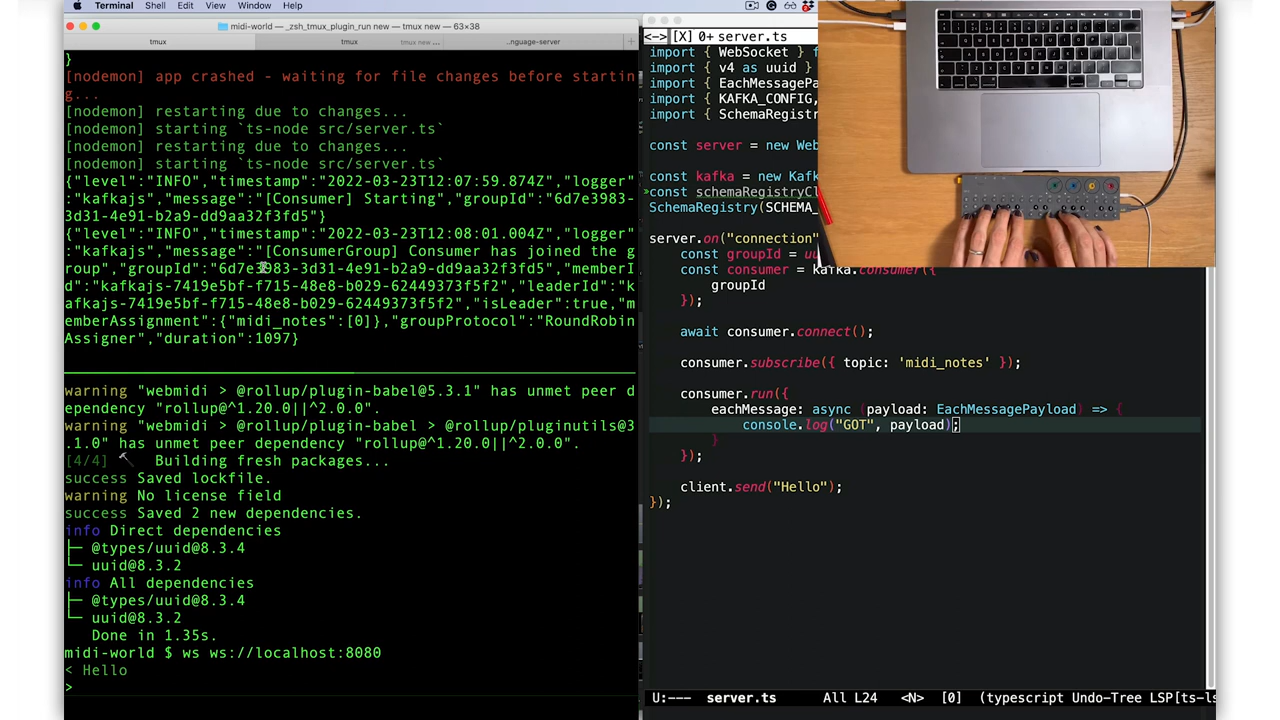 Terminal Shell Edit View Window Help
midi-world — _zsh_tmux_plugin_run new ▸ tmux new — 63×38
tmux
tmux
tmux new ...
...nguage-server
}
[nodemon] app crashed - waiting for file changes before startin
g...
[nodemon] restarting due to changes...
[nodemon] starting `ts-node src/server.ts`
[nodemon] restarting due to changes...
[nodemon] starting `ts-node src/server.ts`
{"level":"INFO","timestamp":"2022-03-23T12:07:59.874Z","logger"
:"kafkajs","message":"[Consumer] Starting","groupId":"6d7e3983-
3d31-4e91-b2a9-dd9aa32f3fd5"}
{"level":"INFO","timestamp":"2022-03-23T12:08:01.004Z","logger"
:"kafkajs","message":"[ConsumerGroup] Consumer has joined the g
roup","groupId":"6d7e3983-3d31-4e91-b2a9-dd9aa32f3fd5","memberI
d":"kafkajs-7419e5bf-f715-48e8-b029-62449373f5f2","leaderId":"k
afkajs-7419e5bf-f715-48e8-b029-62449373f5f2","isLeader":true,"m
emberAssignment":{"midi_notes":[0]},"groupProtocol":"RoundRobin
Assigner","duration":1097}
warning "webmidi > @rollup/plugin-babel@5.3.1" has unmet peer d
ependency "rollup@^1.20.0||^2.0.0".
warning "webmidi > @rollup/plugin-babel > @rollup/pluginutils@3
.1.0" has unmet peer dependency "rollup@^1.20.0||^2.0.0".
[4/4] 🔨 Building fresh packages...
success Saved lockfile.
warning No license field
success Saved 2 new dependencies.
info Direct dependencies
├─ @types/uuid@8.3.4
└─ uuid@8.3.2
info All dependencies
├─ @types/uuid@8.3.4
└─ uuid@8.3.2
Done in 1.35s.
midi-world $ ws ws://localhost:8080
< Hello
>
<-> [X] 0+ server.ts
import { WebSocket } f
import { v4 as uuid }
import { EachMessagePa
import { KAFKA_CONFIG,
import { SchemaRegistr
const server = new Web
const kafka = new Kafk
const schemaRegistryCl
SchemaRegistry(SCHEMA_
server.on("connection"
const groupId = uu
const consumer = kafka.consumer({
groupId
});
await consumer.connect();
consumer.subscribe({ topic: 'midi_notes' });
consumer.run({
eachMessage: async (payload: EachMessagePayload) => {
console.log("GOT", payload);
}
});
client.send("Hello");
});
U:--- server.ts All L24 <N> [0] (typescript Undo-Tree LSP[ts-ls